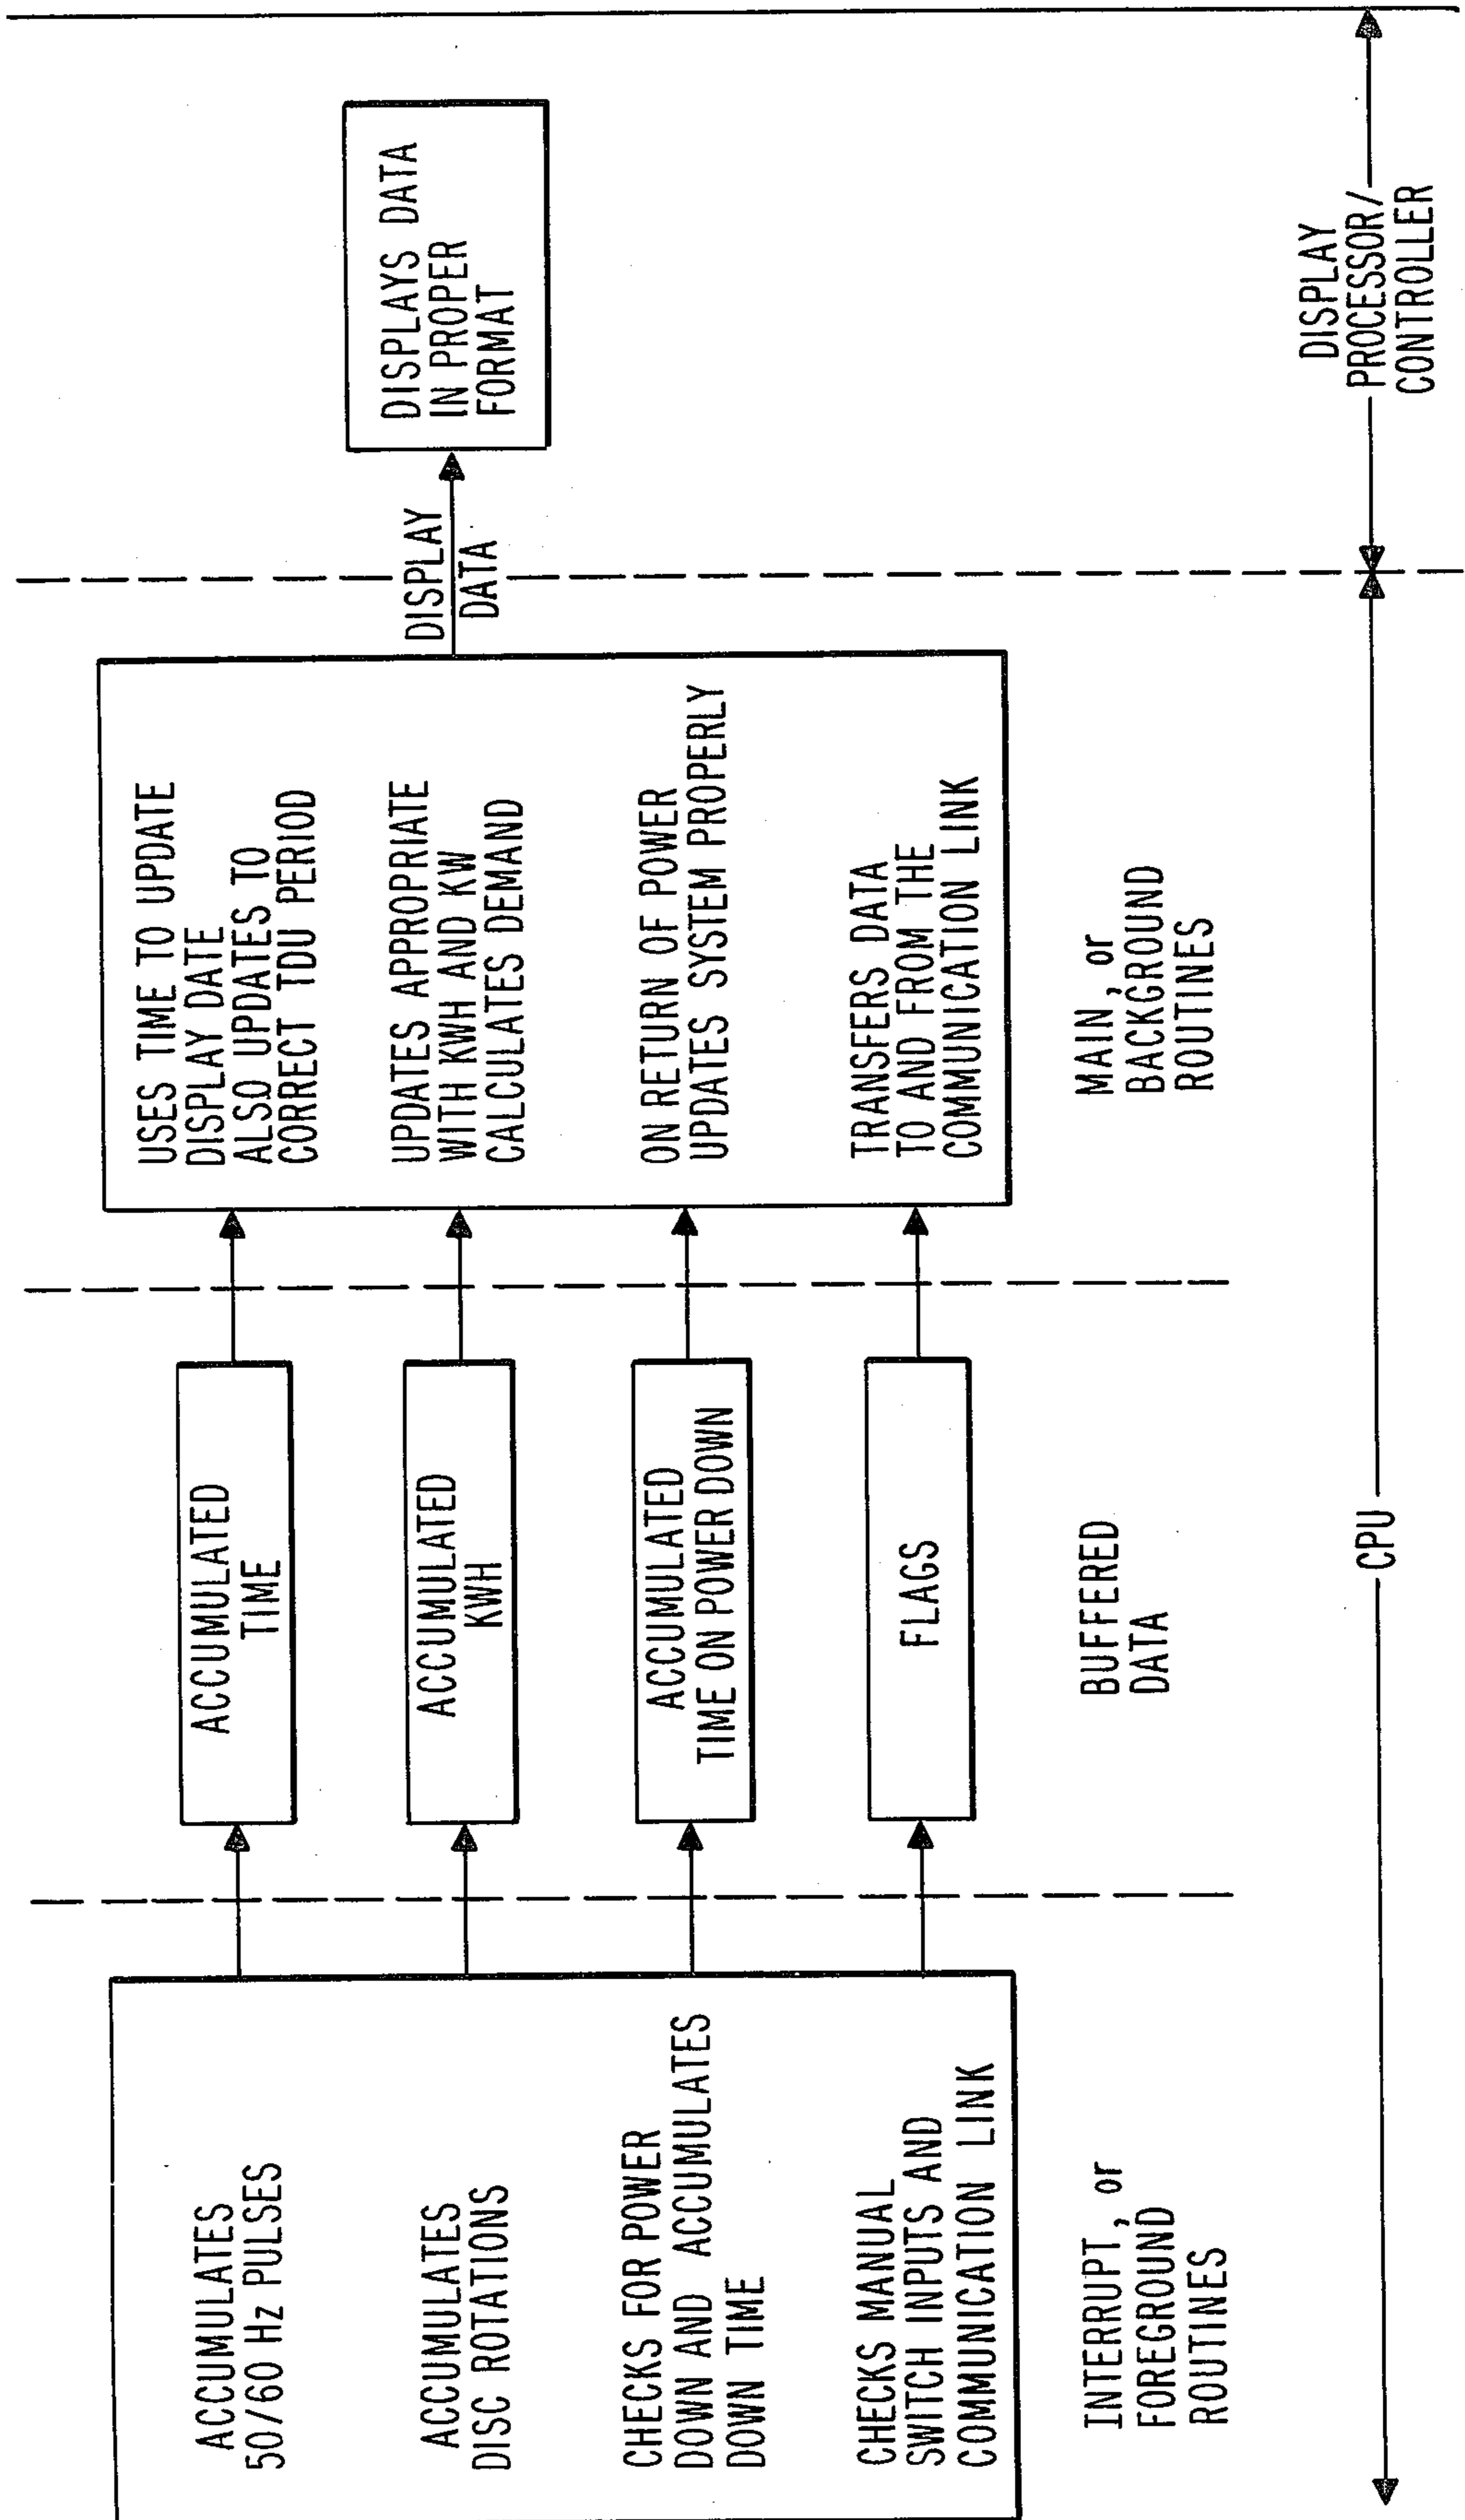 ACCUMULATES
50/60 Hz PULSES
ACCUMULATES
DISC ROTATIONS
CHECKS FOR POWER
DOWN AND ACCUMULATES
DOWN TIME
CHECKS MANUAL
SWITCH INPUTS AND
COMMUNICATION LINK
INTERRUPT, or
FOREGROUND
ROUTINES
ACCUMULATED
TIME
ACCUMULATED
KWH
ACCUMULATED
TIME ON POWER DOWN
FLAGS
BUFFERED
DATA
USES TIME TO UPDATE
DISPLAY DATE
ALSO UPDATES TO
CORRECT TDU PERIOD
UPDATES APPROPRIATE
WITH KWH AND KW
CALCULATES DEMAND
ON RETURN OF POWER
UPDATES SYSTEM PROPERLY
TRANSFERS DATA
TO AND FROM THE
COMMUNICATION LINK
MAIN, or
BACKGROUND
ROUTINES
DISPLAY
DATA
DISPLAYS DATA
IN PROPER
FORMAT
CPU
DISPLAY
PROCESSOR/
CONTROLLER